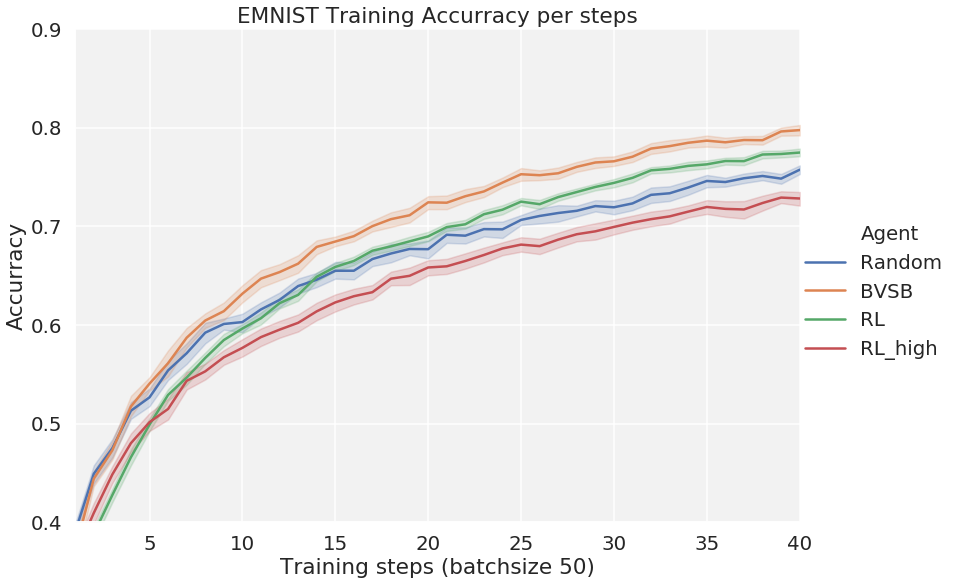 EMNIST Training Accurracy per steps
0.9
0.8
0.7
0.6
0.5
0.4
Accurracy
5 10 15 20 25 30 35 40
Training steps (batchsize 50)
Agent
Random
BVSB
RL
RL_high